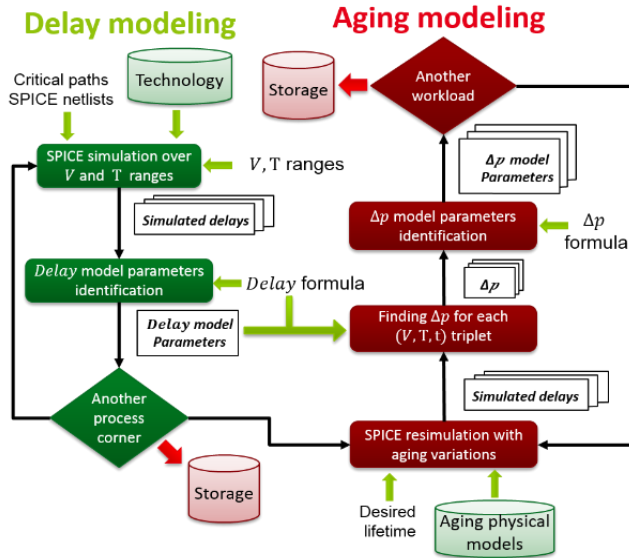 Delay modeling
Critical paths
SPICE netlists
Technology
SPICE simulation over
V and T ranges
V, T ranges
Simulated delays
Delay model parameters
identification
Delay formula
Delay model
Parameters
Another
process
corner
Storage
Aging modeling
Storage
Another
workload
Δp model
Parameters
Δp model parameters
identification
Δp
formula
Δp
Finding Δp for each
(V, T, t) triplet
Simulated delays
SPICE resimulation with
aging variations
Desired
lifetime
Aging physical
models